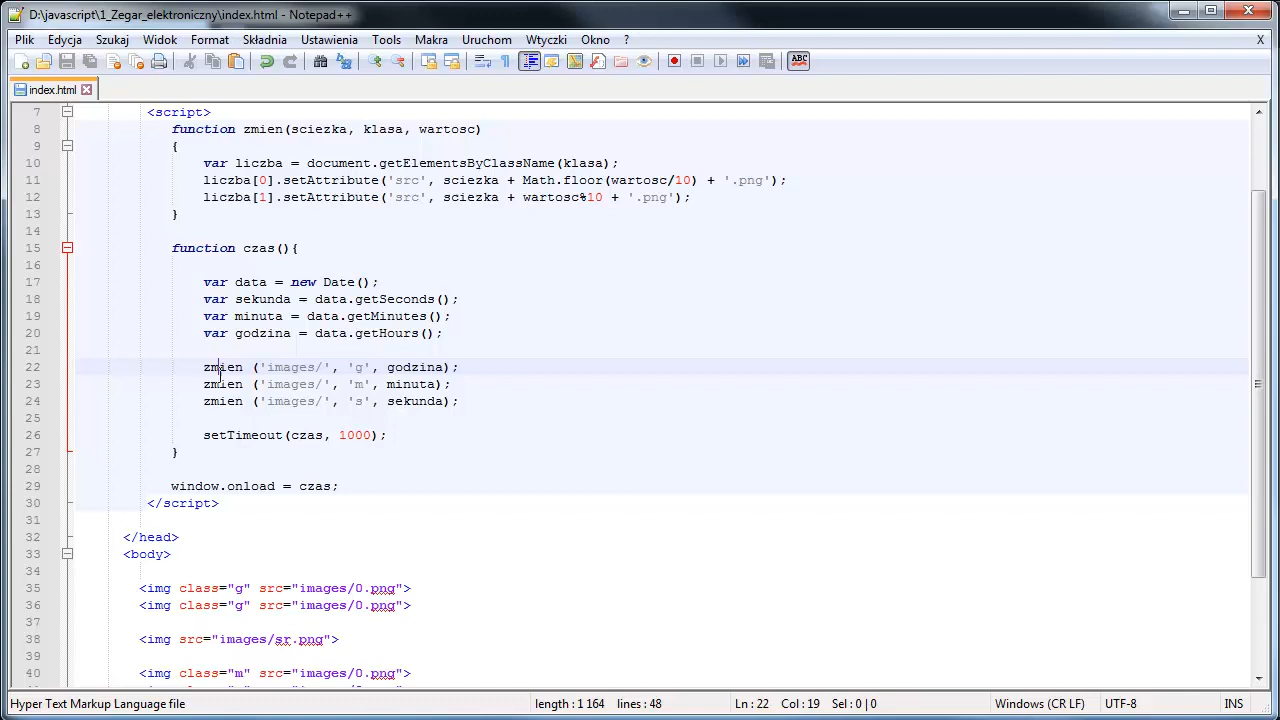 D:\javascript\1_Zegar_elektroniczny\index.html - Notepad++
Plik Edycja Szukaj Widok Format Składnia Ustawienia Tools Makra Uruchom Wtyczki Okno ? X
ABC
index.html
7 <script>
8 function zmien(sciezka, klasa, wartosc)
9 {
10 var liczba = document.getElementsByClassName(klasa);
11 liczba[0].setAttribute('src', sciezka + Math.floor(wartosc/10) + '.png');
12 liczba[1].setAttribute('src', sciezka + wartosc%10 + '.png');
13 }
14
15 function czas(){
16
17 var data = new Date();
18 var sekunda = data.getSeconds();
19 var minuta = data.getMinutes();
20 var godzina = data.getHours();
21
22 zmien ('images/', 'g', godzina);
23 zmien ('images/', 'm', minuta);
24 zmien ('images/', 's', sekunda);
25
26 setTimeout(czas, 1000);
27 }
28
29 window.onload = czas;
30 </script>
31
32 </head>
33 <body>
34
35 <img class="g" src="images/0.png">
36 <img class="g" src="images/0.png">
37
38 <img src="images/sr.png">
39
40 <img class="m" src="images/0.png">
Hyper Text Markup Language file length : 1 164 lines : 48 Ln : 22 Col : 19 Sel : 0 | 0 Windows (CR LF) UTF-8 INS